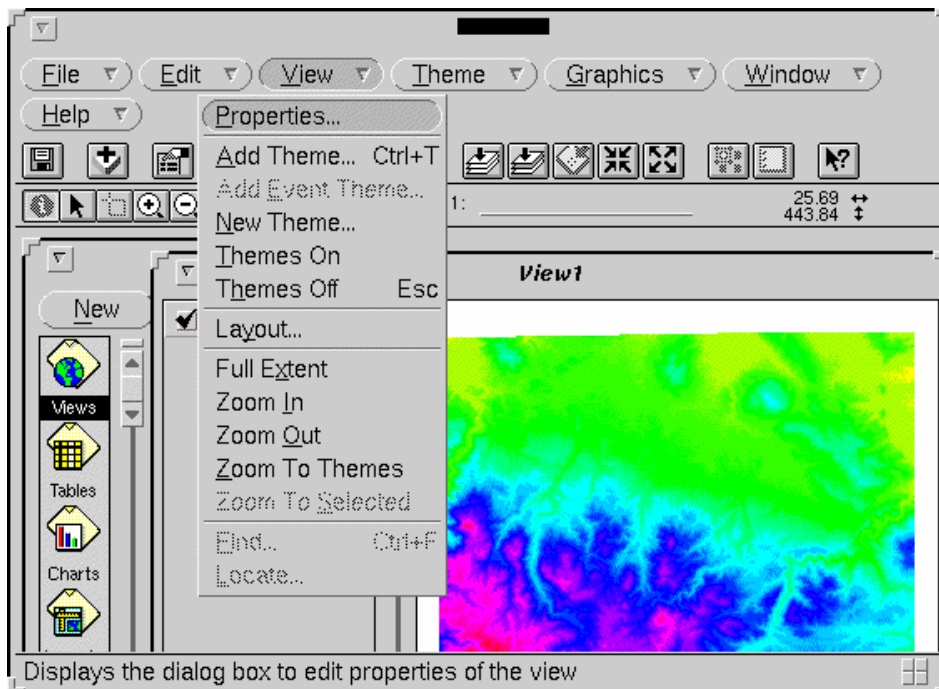 File Edit View Theme Graphics Window
Help
Properties...
Add Theme... Ctrl+T
Add Event Theme...
New Theme...
Themes On
Themes Off Esc
Layout...
Full Extent
Zoom In
Zoom Out
Zoom To Themes
Zoom To Selected
Find... Ctrl+F
Locate...
1:
25.69
443.84
View1
New
Views
Tables
Charts
Displays the dialog box to edit properties of the view